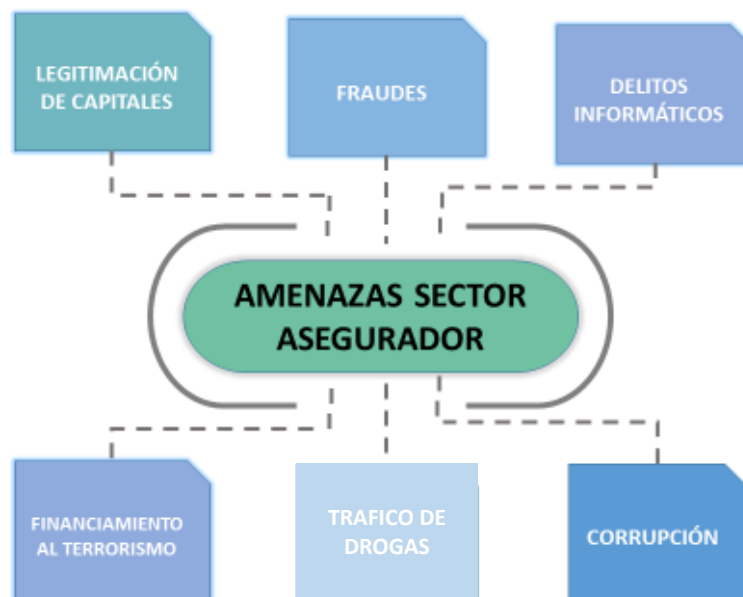 LEGITIMACIÓN
DE CAPITALES
FRAUDES
DELITOS
INFORMÁTICOS
AMENAZAS SECTOR
ASEGURADOR
FINANCIAMIENTO
AL TERRORISMO
TRAFICO DE
DROGAS
CORRUPCIÓN